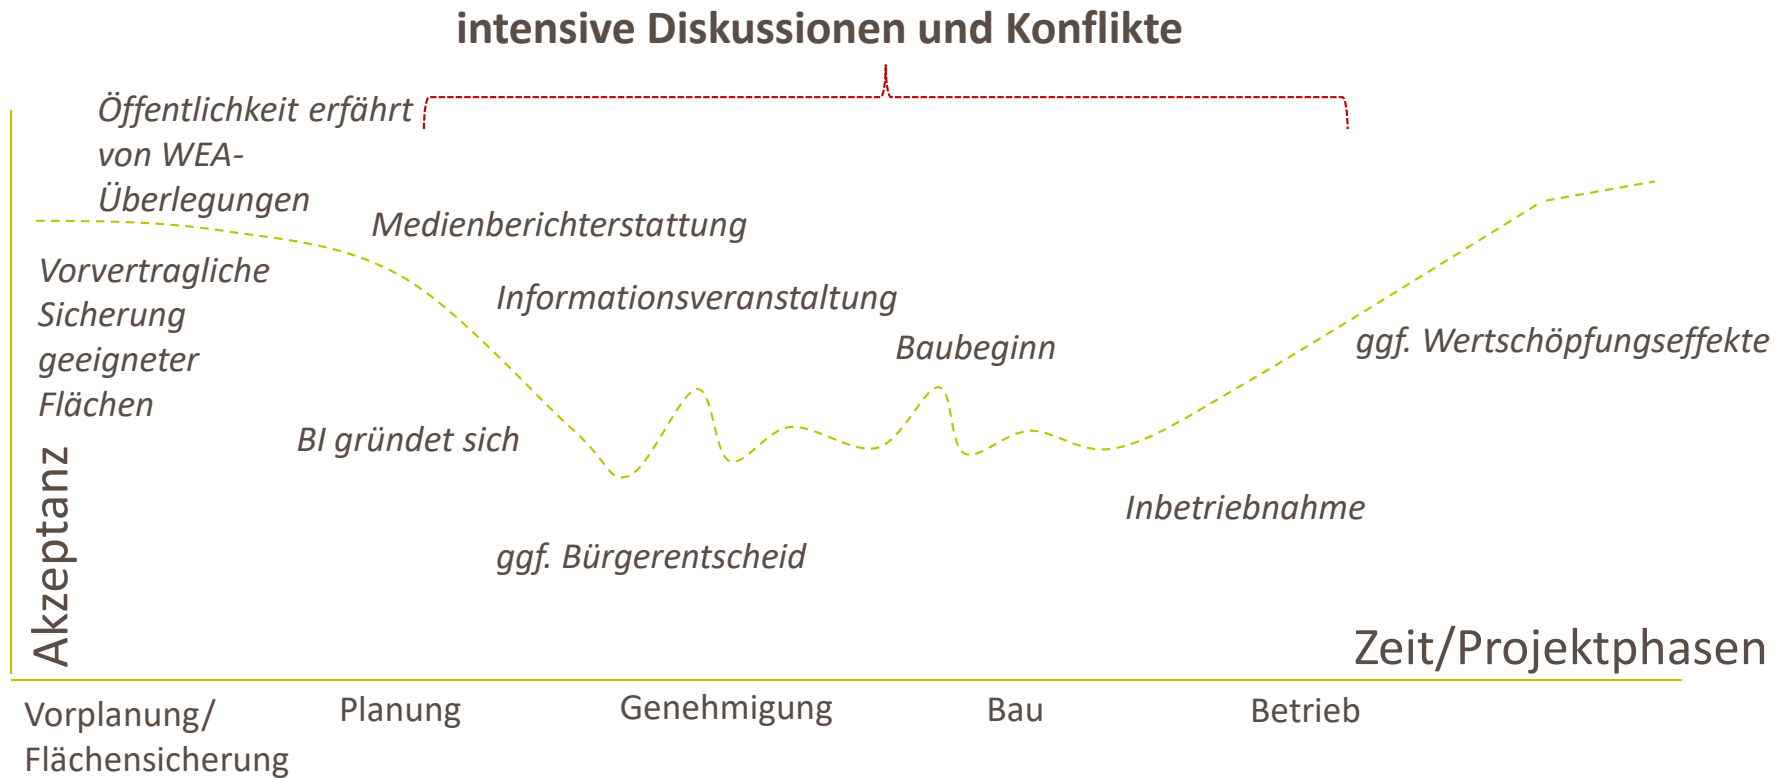 intensive Diskussionen und Konflikte
Öffentlichkeit erfährt
von WEA-
Überlegungen
Medienberichterstattung
Vorvertragliche
Sicherung
geeigneter
Flächen
Informationsveranstaltung
Baubeginn
ggf. Wertschöpfungseffekte
BI gründet sich
Inbetriebnahme
ggf. Bürgerentscheid
Akzeptanz
Zeit/Projektphasen
Vorplanung/
Flächensicherung
Planung
Genehmigung
Bau
Betrieb